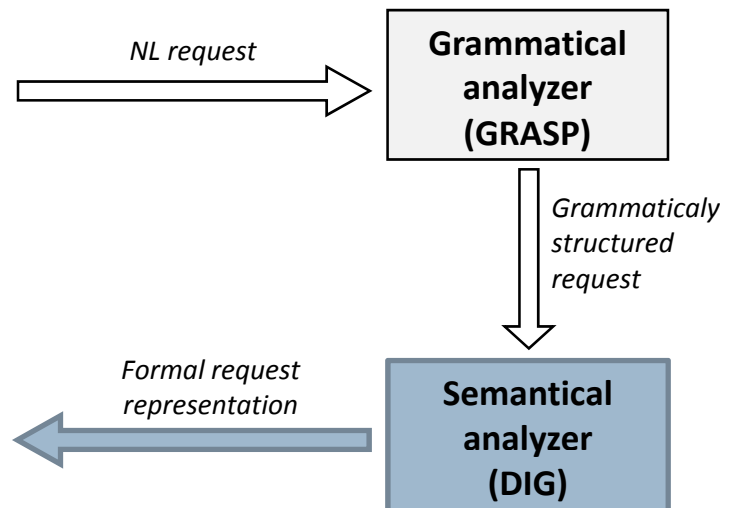 NL request
Grammatical
analyzer
(GRASP)
Grammaticaly
structured
request
Formal request
representation
Semantical
analyzer
(DIG)